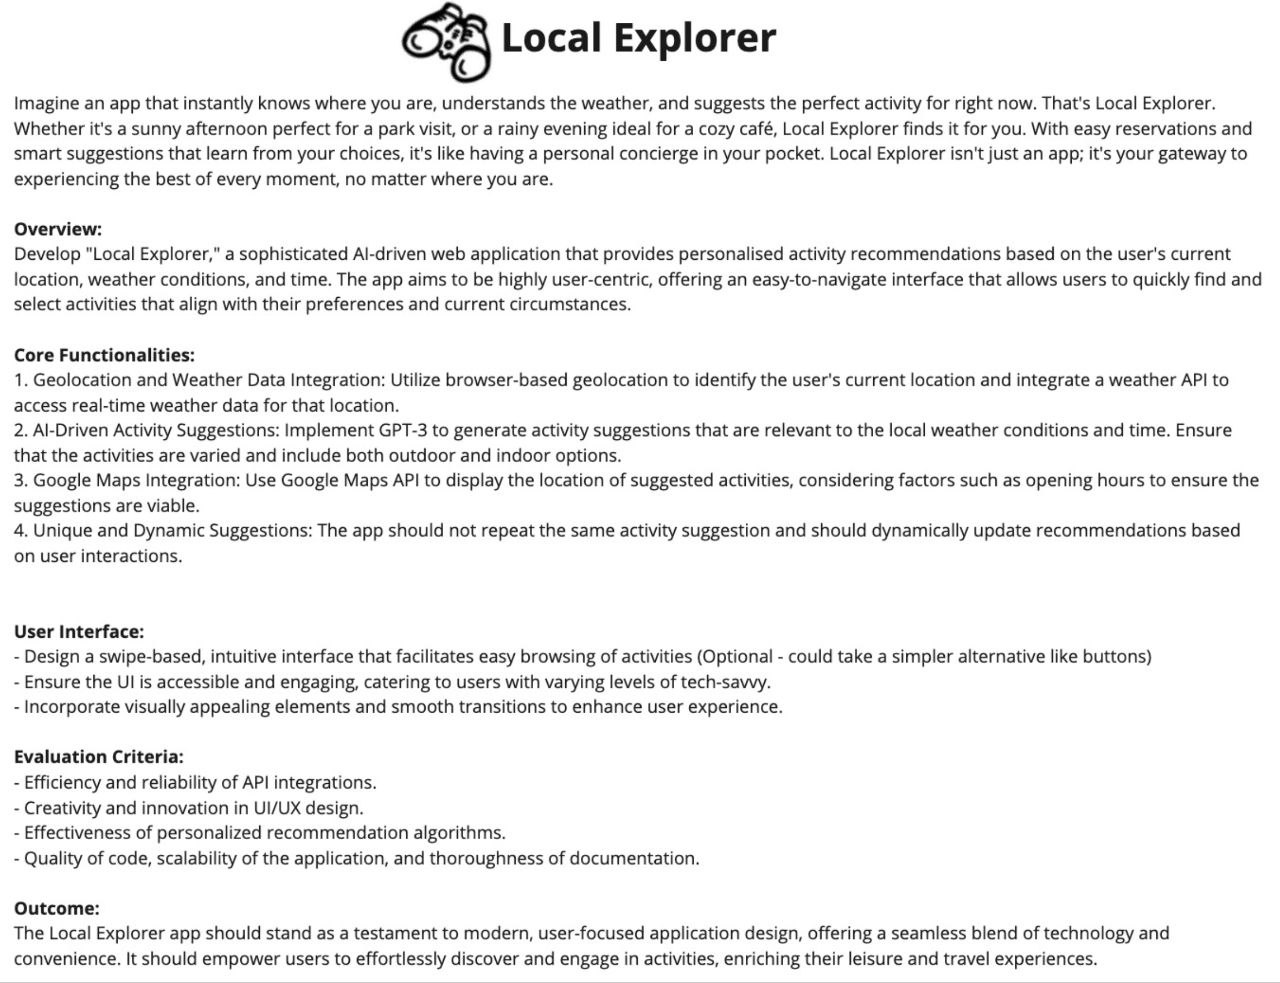 Local Explorer
Imagine an app that instantly knows where you are, understands the weather, and suggests the perfect activity for right now. That's Local Explorer.
Whether it's a sunny afternoon perfect for a park visit, or a rainy evening ideal for a cozy café, Local Explorer finds it for you. With easy reservations and
smart suggestions that learn from your choices, it's like having a personal concierge in your pocket. Local Explorer isn't just an app; it's your gateway to
experiencing the best of every moment, no matter where you are.
Overview:
Develop "Local Explorer," a sophisticated AI-driven web application that provides personalised activity recommendations based on the user's current
location, weather conditions, and time. The app aims to be highly user-centric, offering an easy-to-navigate interface that allows users to quickly find and
select activities that align with their preferences and current circumstances.
Core Functionalities:
1. Geolocation and Weather Data Integration: Utilize browser-based geolocation to identify the user's current location and integrate a weather API to
access real-time weather data for that location.
2. AI-Driven Activity Suggestions: Implement GPT-3 to generate activity suggestions that are relevant to the local weather conditions and time. Ensure
that the activities are varied and include both outdoor and indoor options.
3. Google Maps Integration: Use Google Maps API to display the location of suggested activities, considering factors such as opening hours to ensure the
suggestions are viable.
4. Unique and Dynamic Suggestions: The app should not repeat the same activity suggestion and should dynamically update recommendations based
on user interactions.
User Interface:
- Design a swipe-based, intuitive interface that facilitates easy browsing of activities (Optional - could take a simpler alternative like buttons)
- Ensure the UI is accessible and engaging, catering to users with varying levels of tech-savvy.
- Incorporate visually appealing elements and smooth transitions to enhance user experience.
Evaluation Criteria:
- Efficiency and reliability of API integrations.
- Creativity and innovation in UI/UX design.
- Effectiveness of personalized recommendation algorithms.
- Quality of code, scalability of the application, and thoroughness of documentation.
Outcome:
The Local Explorer app should stand as a testament to modern, user-focused application design, offering a seamless blend of technology and
convenience. It should empower users to effortlessly discover and engage in activities, enriching their leisure and travel experiences.